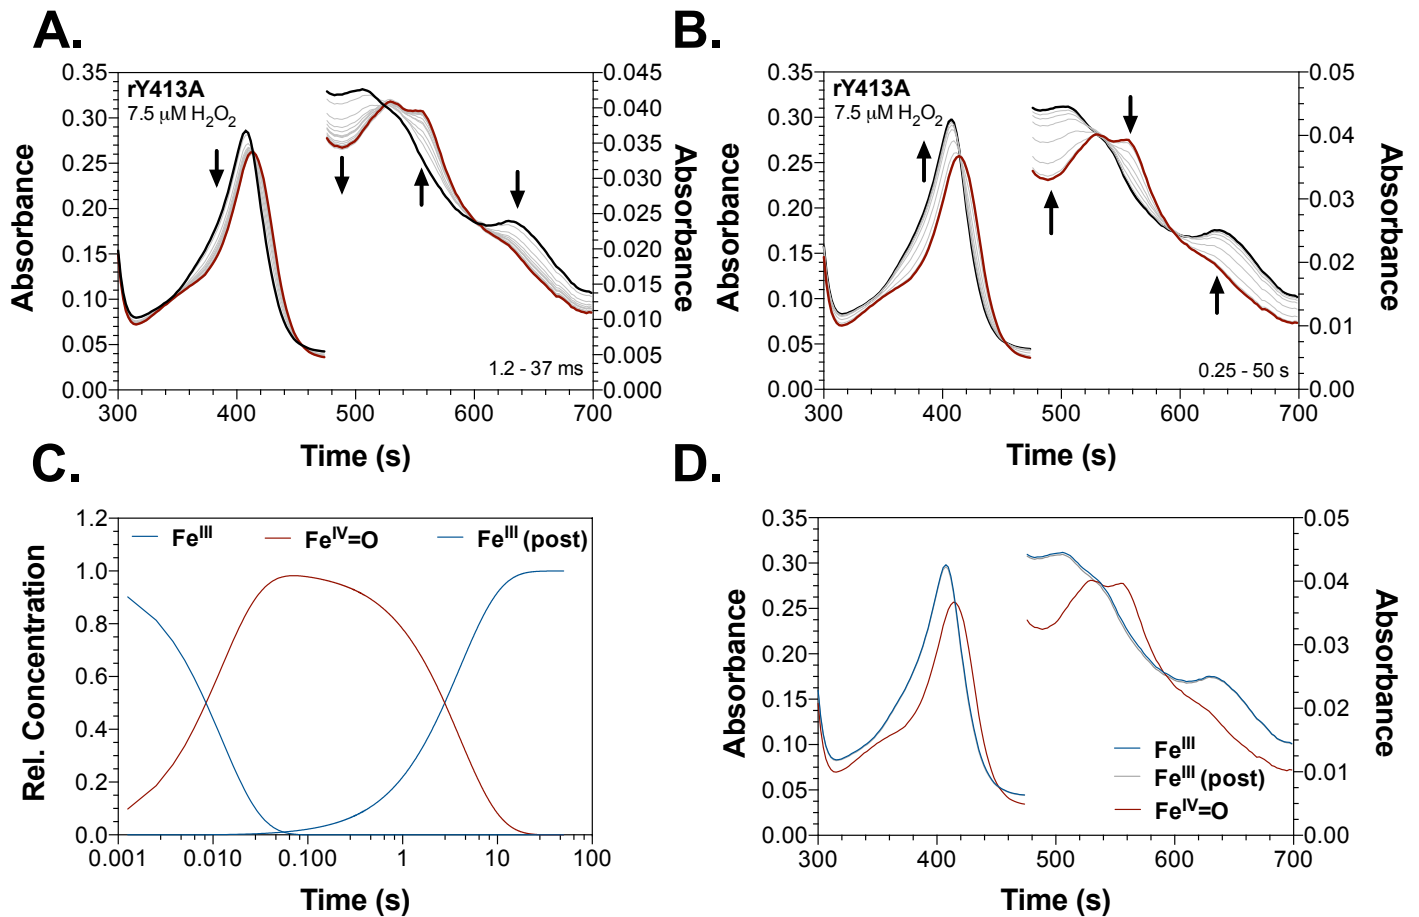 A.
rY413A
7.5 μM H₂O₂
Absorbance
0.35
0.30
0.25
0.20
0.15
0.10
0.05
0.00
0.045
0.040
0.035
0.030
0.025
0.020
0.015
0.010
0.005
0.000
Absorbance
1.2 - 37 ms
300 400 500 600 700
Time (s)
B.
rY413A
7.5 μM H₂O₂
Absorbance
0.35
0.30
0.25
0.20
0.15
0.10
0.05
0.00
0.05
0.04
0.03
0.02
0.01
0.00
Absorbance
0.25 - 50 s
300 400 500 600 700
Time (s)
C.
Feᴵᴵᴵ Feᴵⱽ=O Feᴵᴵᴵ (post)
Rel. Concentration
1.2
1.0
0.8
0.6
0.4
0.2
0.0
0.001 0.010 0.100 1 10 100
Time (s)
D.
Absorbance
0.35
0.30
0.25
0.20
0.15
0.10
0.05
0.00
0.05
0.04
0.03
0.02
0.01
0.00
Absorbance
Feᴵᴵᴵ
Feᴵᴵᴵ (post)
Feᴵⱽ=O
300 400 500 600 700
Time (s)